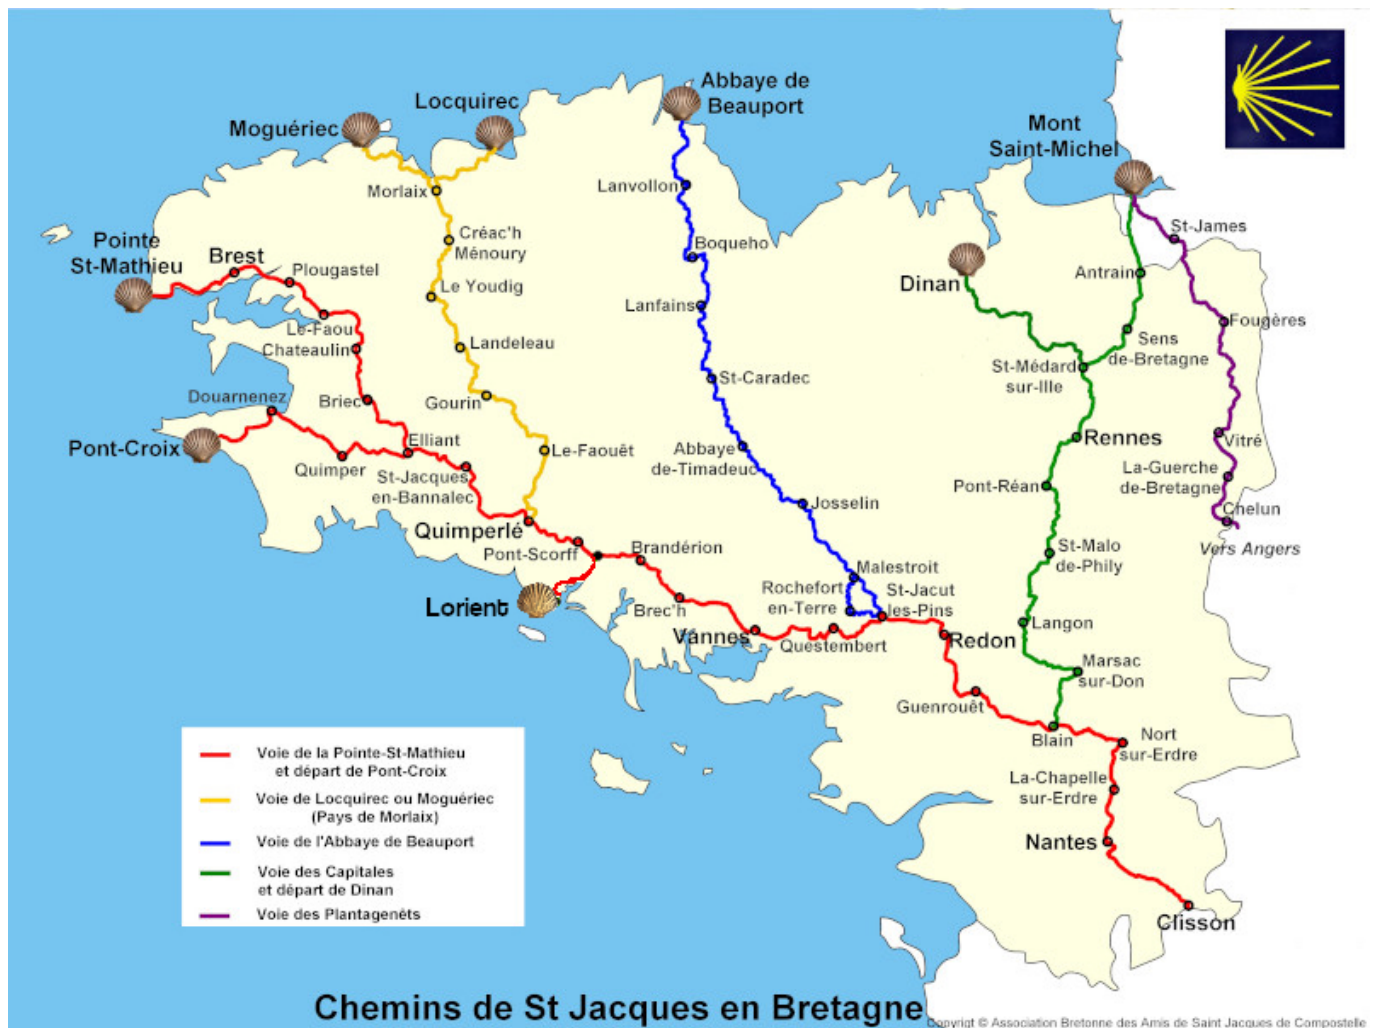 Abbaye de
Beauport
Locquirec
Moguériec
Mont
Saint-Michel
Morlaix
Lanvollon
St-James
Pointe
St-Mathieu
Brest
Créac'h
Ménoury
Boqueho
Plougastel
Antrain
Dinan
Le Youdig
Lanfains
Fougères
Le-Faou
Chateaulin
Landeleau
Sens
de-Bretagne
St-Médard
sur-Ille
St-Caradec
Douarnenez
Briec
Gourin
Pont-Croix
Elliant
Abbaye
de-Timadeuc
Rennes
Vitré
Le-Faouêt
Quimper
St-Jacques
en-Bannalec
La-Guerche
de-Bretagne
Pont-Réan
Josselin
Chelun
Quimperlé
Vers Angers
Pont-Scorff
Brandérion
St-Malo
de-Phily
Malestroit
Rochefort
en-Terre
St-Jacut
les-Pins
Lorient
Brec'h
Langon
Vannes
Questembert
Redon
Marsac
sur-Don
Guenrouêt
Blain
Nort
sur-Erdre
La-Chapelle
sur-Erdre
Nantes
Clisson
Voie de la Pointe-St-Mathieu
et départ de Pont-Croix
Voie de Locquirec ou Moguériec
(Pays de Morlaix)
Voie de l'Abbaye de Beauport
Voie des Capitales
et départ de Dinan
Voie des Plantagenêts
Chemins de St Jacques en Bretagne
Copyrigt © Association Bretonne des Amis de Saint Jacques de Compostelle